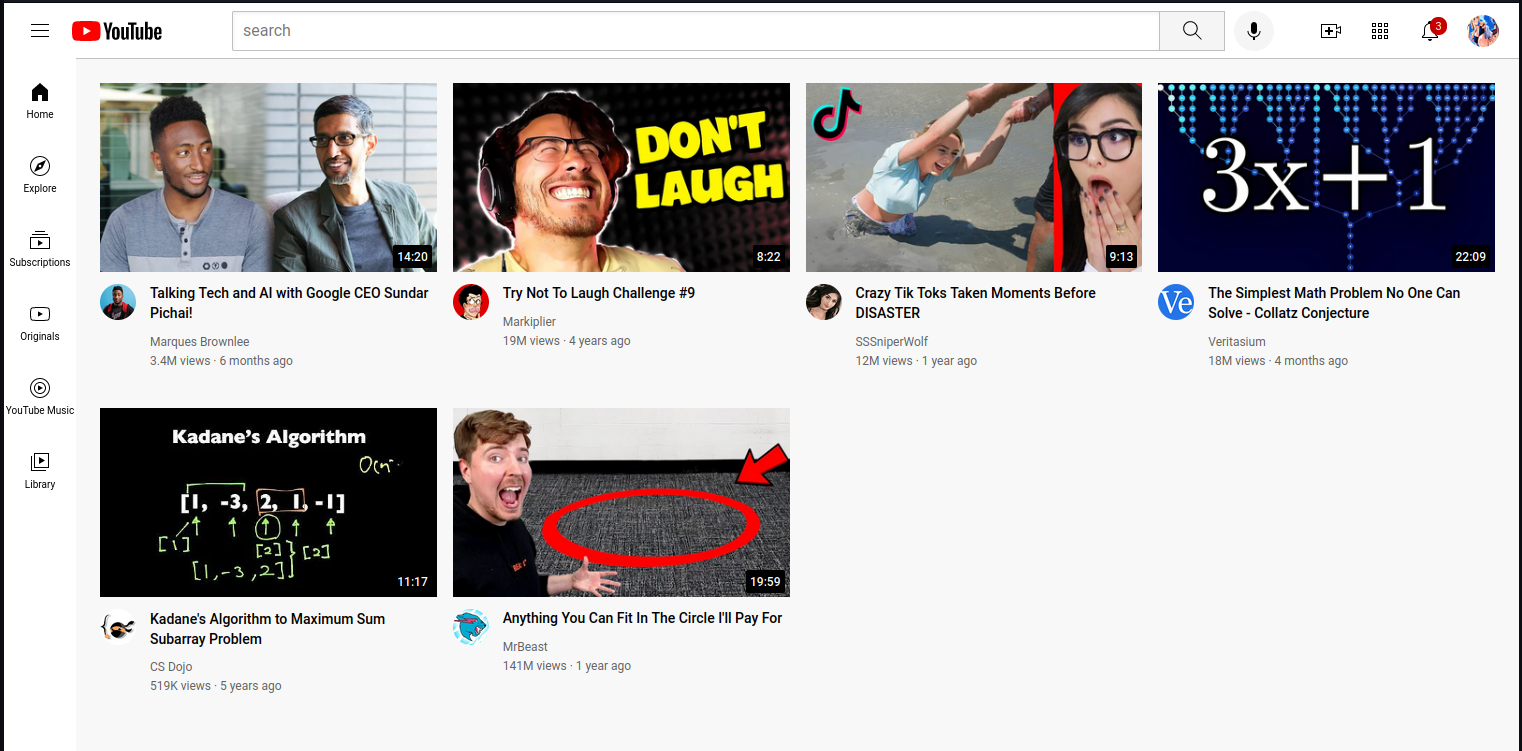 YouTube
search
3
Home
Explore
Subscriptions
Originals
YouTube Music
Library
DON'T
LAUGH
3x+1
14:20
8:22
9:13
22:09
Talking Tech and AI with Google CEO Sundar
Pichai!
Marques Brownlee
3.4M views · 6 months ago
Try Not To Laugh Challenge #9
Markiplier
19M views · 4 years ago
Crazy Tik Toks Taken Moments Before
DISASTER
SSSniperWolf
12M views · 1 year ago
Ve
The Simplest Math Problem No One Can
Solve - Collatz Conjecture
Veritasium
18M views · 4 months ago
Kadane's Algorithm
[1, -3, 2, 1, -1]
[1]
[2]
[2]
[1,-3,2]
11:17
19:59
Kadane's Algorithm to Maximum Sum
Subarray Problem
CS Dojo
519K views · 5 years ago
Anything You Can Fit In The Circle I'll Pay For
MrBeast
141M views · 1 year ago